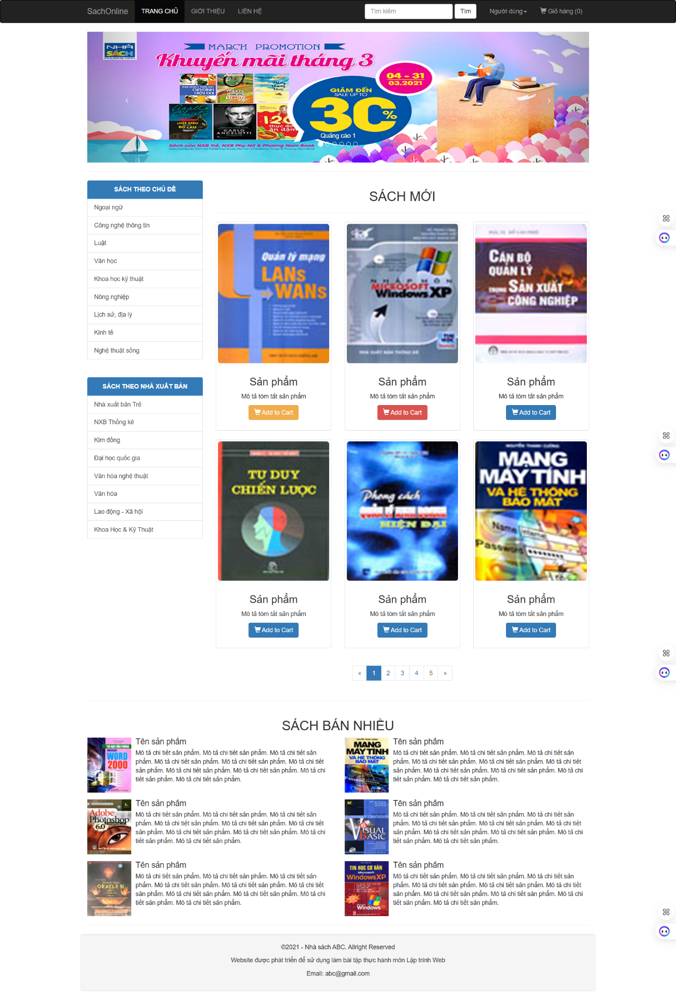 SachOnline
TRANG CHỦ
GIỚI THIỆU
LIÊN HỆ
Tìm kiếm
Tìm
Người dùng
Giỏ hàng (0)
NHÀ
SÁCH
PHƯƠNG NAM
MARCH PROMOTION
Khuyến mãi tháng 3
04 - 31
03.2021
GIẢM ĐẾN
SALE UP TO
30%
CARLO
ANCELOTTI
120
thực đơn
ăn dặm
Quảng cáo 1
Sách của NXB Trẻ, NXB Phụ Nữ & Phương Nam Book
SÁCH THEO CHỦ ĐỀ
Ngoại ngữ
Công nghệ thông tin
Luật
Văn học
Khoa học kỹ thuật
Nông nghiệp
Lịch sử, địa lý
Kinh tế
Nghệ thuật sống
SÁCH THEO NHÀ XUẤT BẢN
Nhà xuất bản Trẻ
NXB Thống kê
Kim đồng
Đại học quốc gia
Văn hóa nghệ thuật
Văn hóa
Lao động - Xã hội
Khoa Học & Kỹ Thuật
SÁCH MỚI
Quản lý mạng
LANs
WANs
Sản phẩm
Mô tả tóm tắt sản phẩm
Add to Cart
NHẬP MÔN
MICROSOFT
Windows XP
TIN
HỌC
Sản phẩm
Mô tả tóm tắt sản phẩm
Add to Cart
CÁN BỘ
QUẢN LÝ
TRONG SẢN XUẤT
CÔNG NGHIỆP
Sản phẩm
Mô tả tóm tắt sản phẩm
Add to Cart
TƯ DUY
CHIẾN LƯỢC
Sản phẩm
Mô tả tóm tắt sản phẩm
Add to Cart
Phong cách
QUẢN LÝ KINH DOANH
HIỆN ĐẠI
Sản phẩm
Mô tả tóm tắt sản phẩm
Add to Cart
NGUYỄN THANH CƯƠNG
MẠNG
MÁY TÍNH
VÀ HỆ THỐNG
BẢO MẬT
Name
Internet
Password
Sản phẩm
Mô tả tóm tắt sản phẩm
Add to Cart
« 1 2 3 4 5 »
SÁCH BÁN NHIỀU
TIN HỌC VĂN PHÒNG
MICROSOFT
WORD
2000
Tên sản phẩm
Mô tả chi tiết sản phẩm. Mô tả chi tiết sản phẩm. Mô tả chi tiết sản
phẩm. Mô tả chi tiết sản phẩm. Mô tả chi tiết sản phẩm. Mô tả chi tiết
sản phẩm. Mô tả chi tiết sản phẩm. Mô tả chi tiết sản phẩm. Mô tả chi
tiết sản phẩm. Mô tả chi tiết sản phẩm.
MẠNG
MÁY TÍNH
VÀ HỆ THỐNG
BẢO MẬT
Tên sản phẩm
Mô tả chi tiết sản phẩm. Mô tả chi tiết sản phẩm. Mô tả chi tiết sản
phẩm. Mô tả chi tiết sản phẩm. Mô tả chi tiết sản phẩm. Mô tả chi tiết
sản phẩm. Mô tả chi tiết sản phẩm. Mô tả chi tiết sản phẩm. Mô tả chi
tiết sản phẩm. Mô tả chi tiết sản phẩm.
Adobe
Photoshop
6.0
Tên sản phẩm
Mô tả chi tiết sản phẩm. Mô tả chi tiết sản phẩm. Mô tả chi tiết sản
phẩm. Mô tả chi tiết sản phẩm. Mô tả chi tiết sản phẩm. Mô tả chi tiết
sản phẩm. Mô tả chi tiết sản phẩm. Mô tả chi tiết sản phẩm. Mô tả chi
tiết sản phẩm. Mô tả chi tiết sản phẩm.
VISUAL
BASIC
6
Tên sản phẩm
Mô tả chi tiết sản phẩm. Mô tả chi tiết sản phẩm. Mô tả chi tiết sản
phẩm. Mô tả chi tiết sản phẩm. Mô tả chi tiết sản phẩm. Mô tả chi tiết
sản phẩm. Mô tả chi tiết sản phẩm. Mô tả chi tiết sản phẩm. Mô tả chi
tiết sản phẩm. Mô tả chi tiết sản phẩm.
ORACLE 9i
Tên sản phẩm
Mô tả chi tiết sản phẩm. Mô tả chi tiết sản phẩm. Mô tả chi tiết sản
phẩm. Mô tả chi tiết sản phẩm. Mô tả chi tiết sản phẩm. Mô tả chi tiết
sản phẩm. Mô tả chi tiết sản phẩm. Mô tả chi tiết sản phẩm. Mô tả chi
tiết sản phẩm. Mô tả chi tiết sản phẩm.
TIN HỌC CƠ BẢN
Microsoft
WindowsXP
Windows
Tên sản phẩm
Mô tả chi tiết sản phẩm. Mô tả chi tiết sản phẩm. Mô tả chi tiết sản
phẩm. Mô tả chi tiết sản phẩm. Mô tả chi tiết sản phẩm. Mô tả chi tiết
sản phẩm. Mô tả chi tiết sản phẩm. Mô tả chi tiết sản phẩm. Mô tả chi
tiết sản phẩm. Mô tả chi tiết sản phẩm.
©2021 - Nhà sách ABC. Allright Reserved
Website được phát triển để sử dụng làm bài tập thực hành môn Lập trình Web
Email: abc@gmail.com